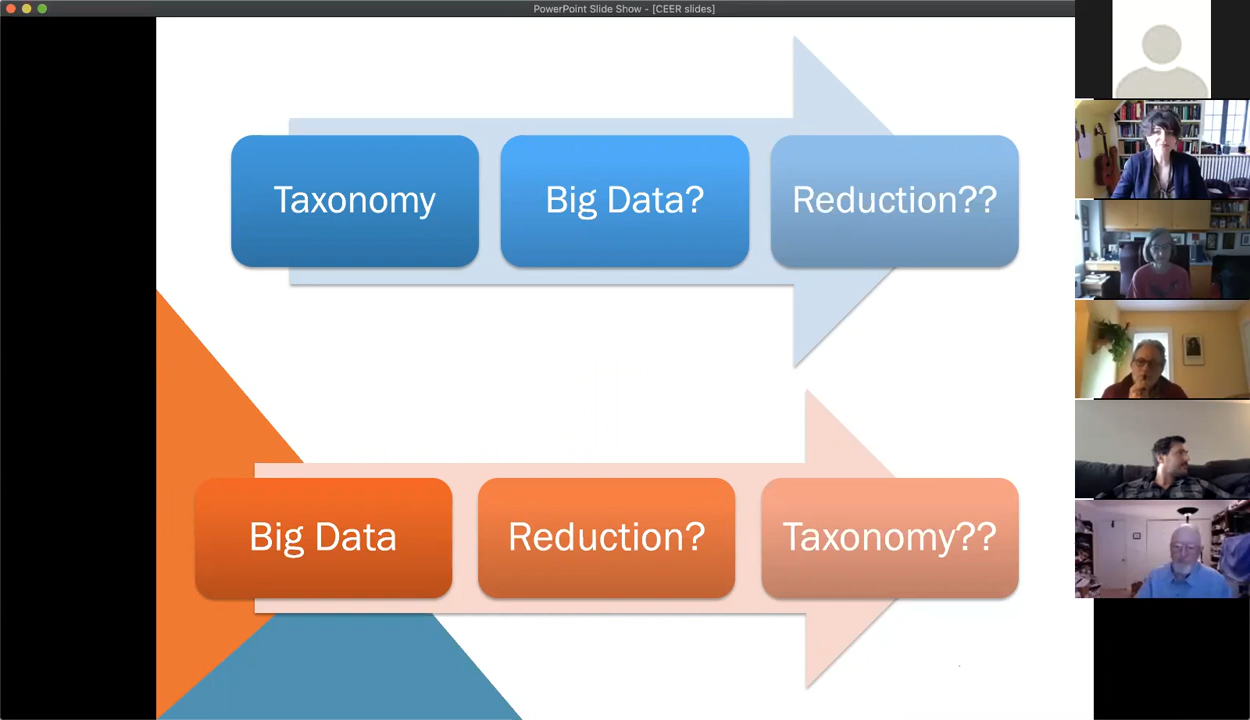 PowerPoint Slide Show - [CEER slides]
Taxonomy
Big Data?
Reduction??
Big Data
Reduction?
Taxonomy??